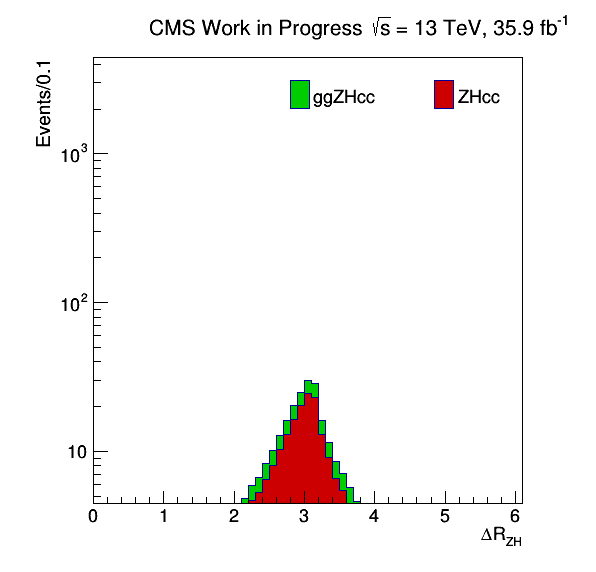 CMS Work in Progress √s = 13 TeV, 35.9 fb⁻¹
Events/0.1
ggZHcc ZHcc
10³
10²
10
0 1 2 3 4 5 6
ΔR_ZH